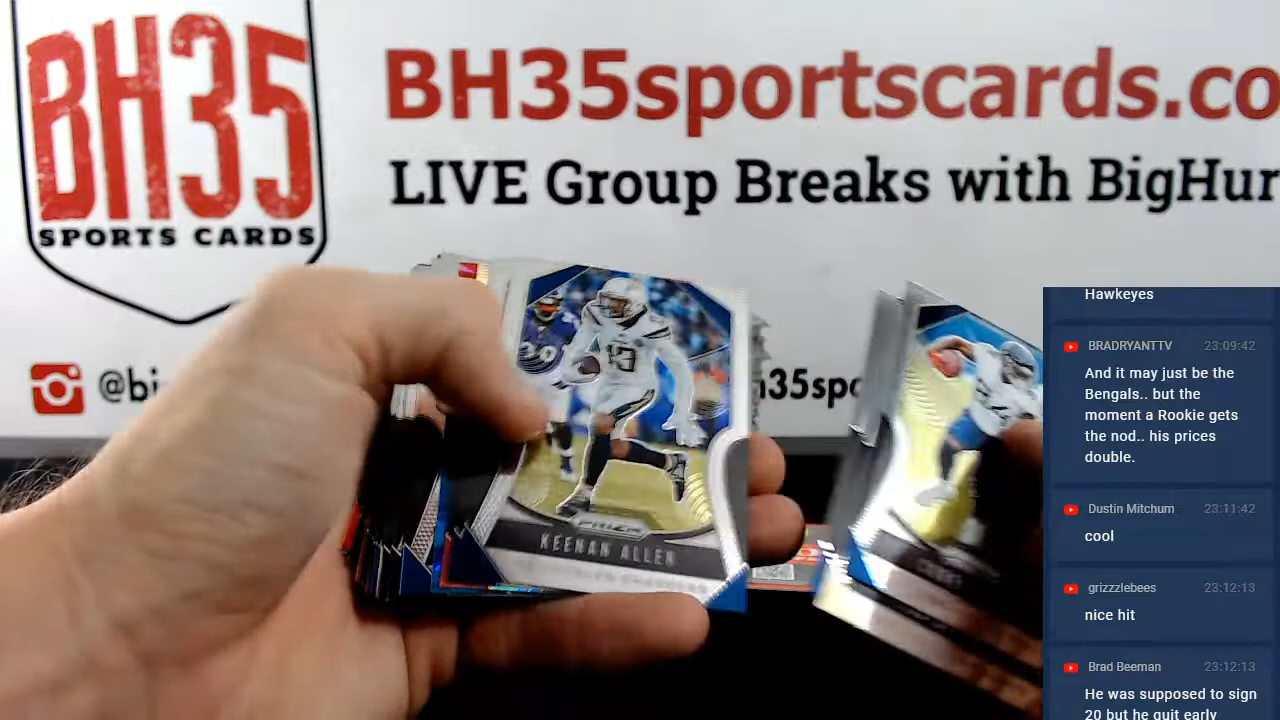 BH35
SPORTS CARDS
BH35sportscards.co
LIVE Group Breaks with BigHur
@bi
h35spo
13
PRIZM
KEENAN ALLEN
Hawkeyes
BRADRYANTTV 23:09:42
And it may just be the
Bengals.. but the
moment a Rookie gets
the nod.. his prices
double.
Dustin Mitchum 23:11:42
cool
grizzzlebees 23:12:13
nice hit
Brad Beeman 23:12:13
He was supposed to sign
20 but he quit early